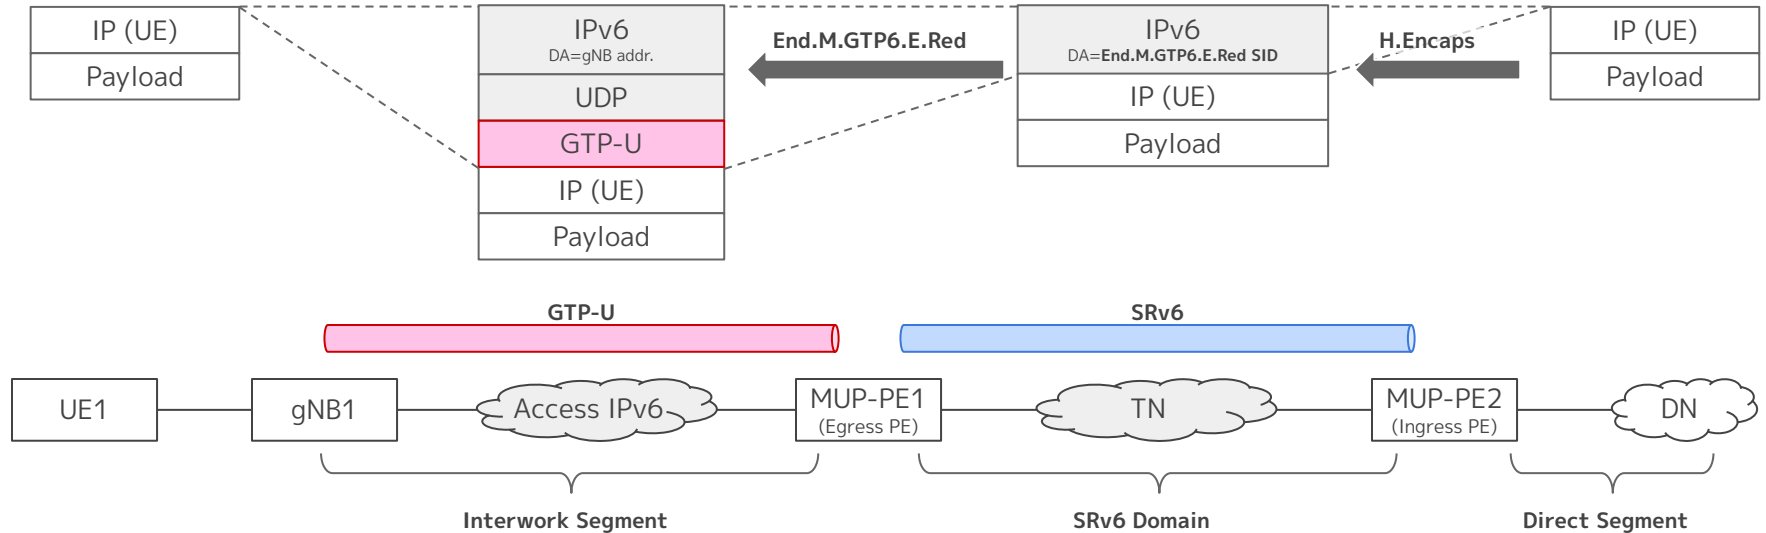 IP (UE)
Payload
IPv6
DA=gNB addr.
UDP
GTP-U
IP (UE)
Payload
End.M.GTP6.E.Red
IPv6
DA=End.M.GTP6.E.Red SID
IP (UE)
Payload
H.Encaps
IP (UE)
Payload
GTP-U
SRv6
UE1
gNB1
Access IPv6
MUP-PE1
(Egress PE)
TN
MUP-PE2
(Ingress PE)
DN
Interwork Segment
SRv6 Domain
Direct Segment